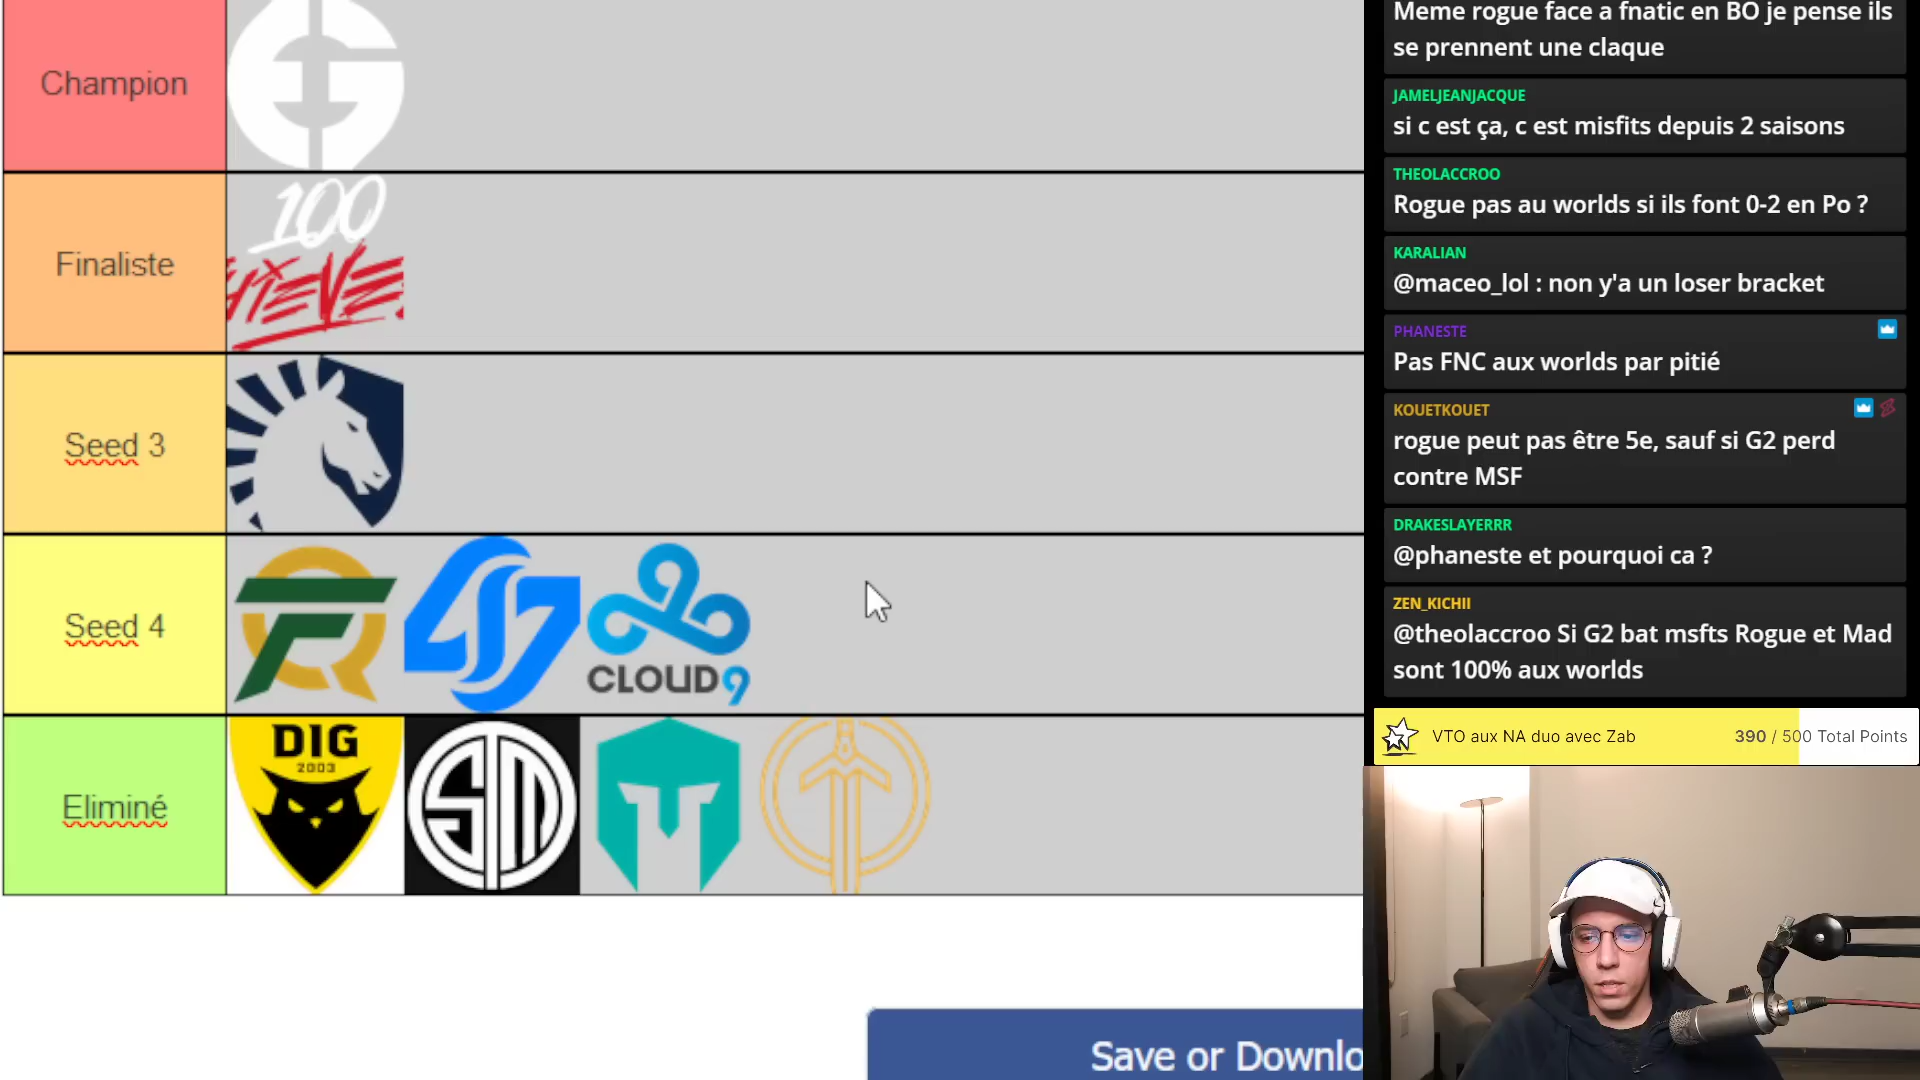 Champion
Finaliste
100
THIEVE
Seed 3
Seed 4
CLOUD9
Eliminé
DIG
2003
TSM
Save or Downlo
Meme rogue face a fnatic en BO je pense ils
se prennent une claque
JAMELJEANJACQUE
si c est ça, c est misfits depuis 2 saisons
THEOLACCROO
Rogue pas au worlds si ils font 0-2 en Po ?
KARALIAN
@maceo_lol : non y'a un loser bracket
PHANESTE
Pas FNC aux worlds par pitié
KOUETKOUET
rogue peut pas être 5e, sauf si G2 perd
contre MSF
DRAKESLAYERRR
@phaneste et pourquoi ca ?
ZEN_KICHII
@theolaccroo Si G2 bat msfts Rogue et Mad
sont 100% aux worlds
VTO aux NA duo avec Zab
390 / 500 Total Points